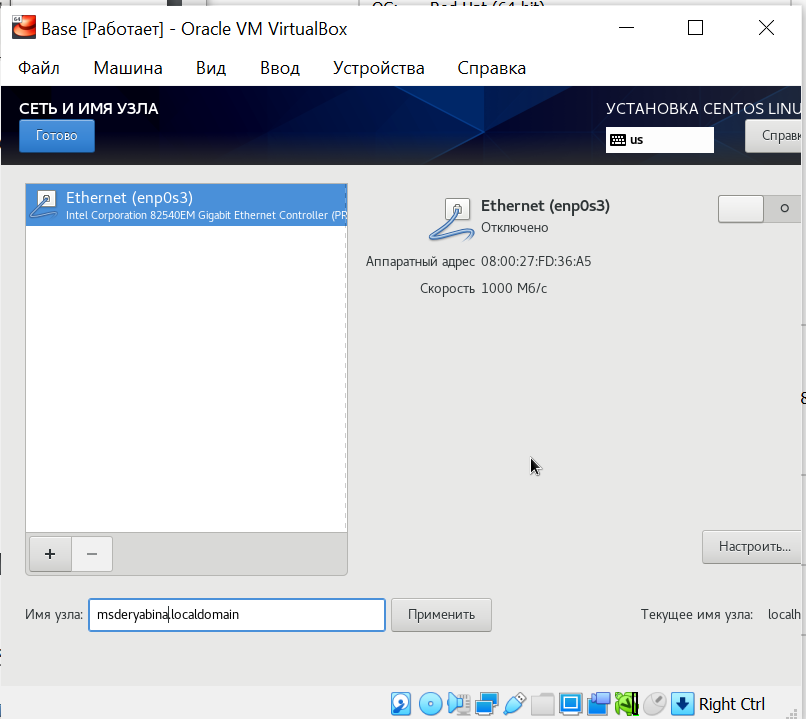 Base [Работает] - Oracle VM VirtualBox
Файл Машина Вид Ввод Устройства Справка
СЕТЬ И ИМЯ УЗЛА
УСТАНОВКА CENTOS LINU
Готово
us
Справк
Ethernet (enp0s3)
Intel Corporation 82540EM Gigabit Ethernet Controller (PR
Ethernet (enp0s3)
Отключено
Аппаратный адрес 08:00:27:FD:36:A5
Скорость 1000 Мб/с
+ −
Настроить...
Имя узла: msderyabina.localdomain Применить Текущее имя узла: localh
Right Ctrl